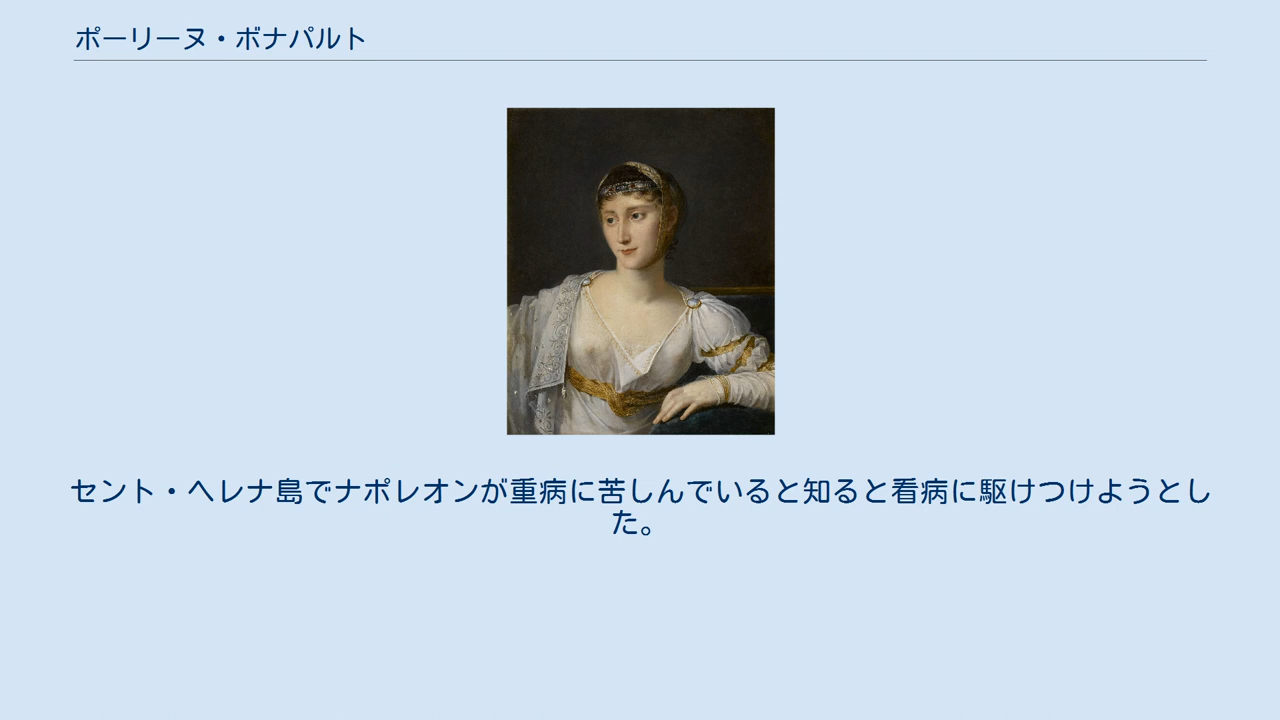 ポーリーヌ・ボナパルト
セント・ヘレナ島でナポレオンが重病に苦しんでいると知ると看病に駆けつけようとし
た。